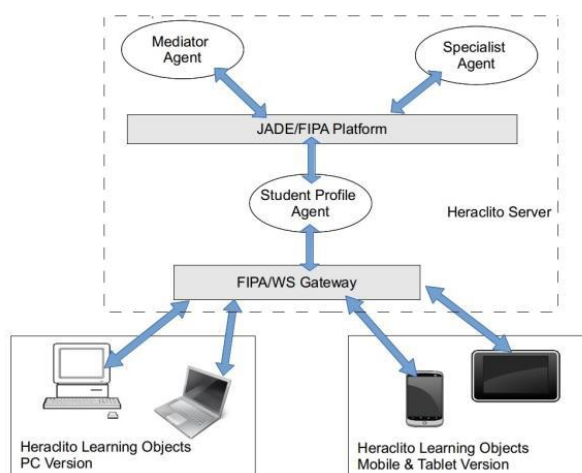 Mediator
Agent
Specialist
Agent
JADE/FIPA Platform
Student Profile
Agent
Heraclito Server
FIPA/WS Gateway
Heraclito Learning Objects
PC Version
Heraclito Learning Objects
Mobile & Tablet Version